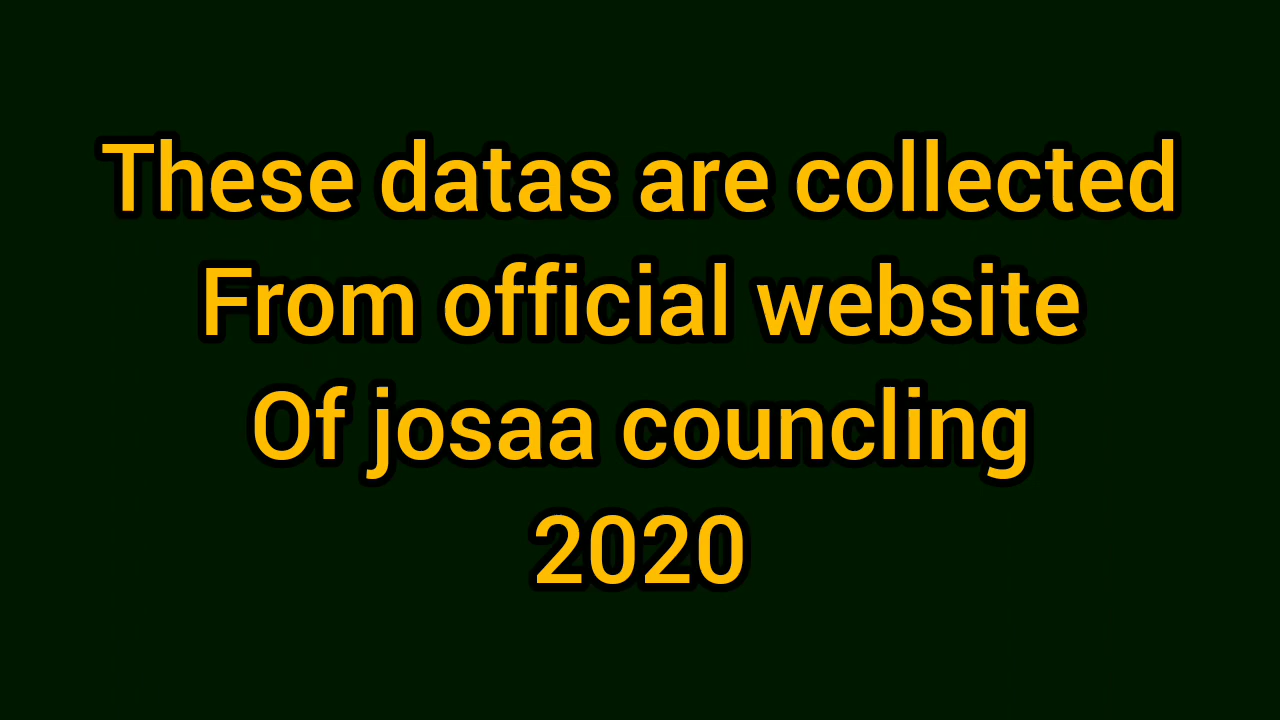 These datas are collected
From official website
Of josaa councling
2020